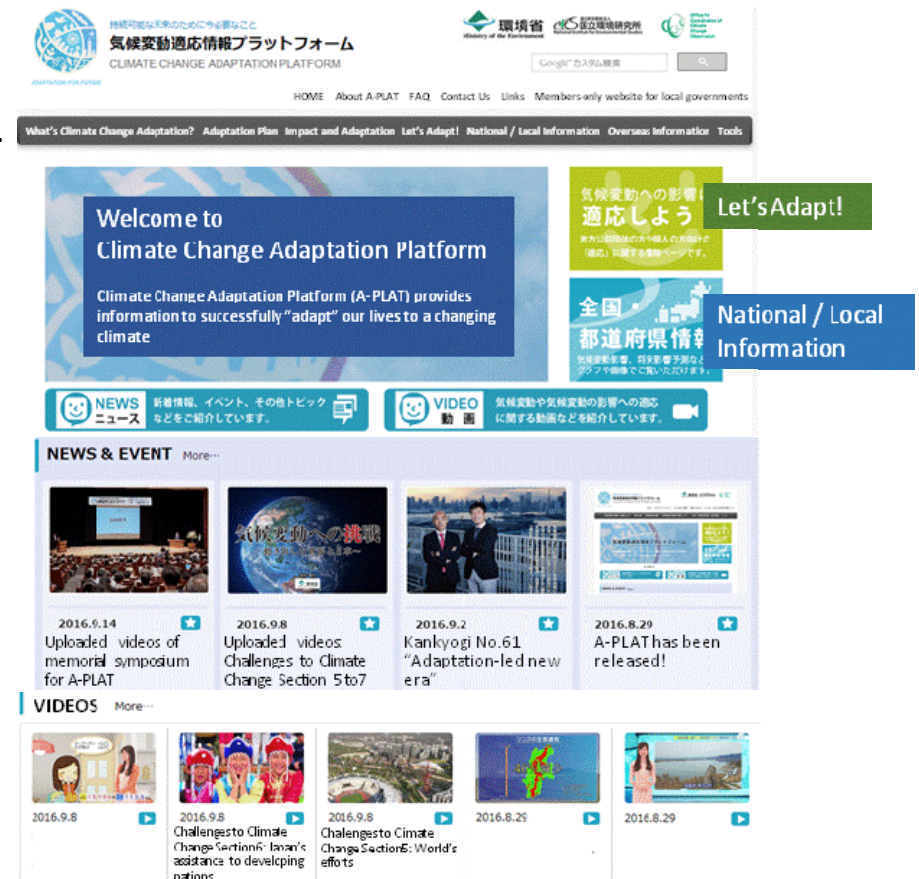 持続可能な未来のために今必要なこと
気候変動適応情報プラットフォーム
CLIMATE CHANGE ADAPTATION PLATFORM
ADAPTATION FOR FUTURE
環境省
Ministry of the Environment
国立環境研究所
National Institute for Environmental Studies
Google カスタム検索
HOME About A-PLAT FAQ Contact Us Links Members-only website for local governments
What's Climate Change Adaptation? Adaptation Plan Impact and Adaptation Let's Adapt! National / Local Information Overseas Information Tools
Welcome to
Climate Change Adaptation Platform
Climate Change Adaptation Platform (A-PLAT) provides
information to successfully "adapt" our lives to a changing
climate
気候変動への影響に
適応しよう
Let's Adapt!
全国・
都道府県情報
National / Local
Information
NEWS
ニュース
新着情報、イベント、その他トピック
などをご紹介しています。
VIDEO
動画
気候変動や気候変動の影響への適応
に関する動画などを紹介しています。
NEWS & EVENT More…
気候変動への挑戦
2016.9.14
Uploaded videos of
memorial symposium
for A-PLAT
2016.9.8
Uploaded videos
Challenges to Climate
Change Section 5to7
2016.9.2
Kankyogi No.61
"Adaptation-led new
era"
2016.8.29
A-PLAT has been
released!
VIDEOS More…
2016.9.8
2016.9.8
Challengesto Climate
Change Section6: Japan's
assistance to developing
nations
2016.9.8
Chalengesto Cimate
Change Section5: World's
efforts
2016.8.29
2016.8.29